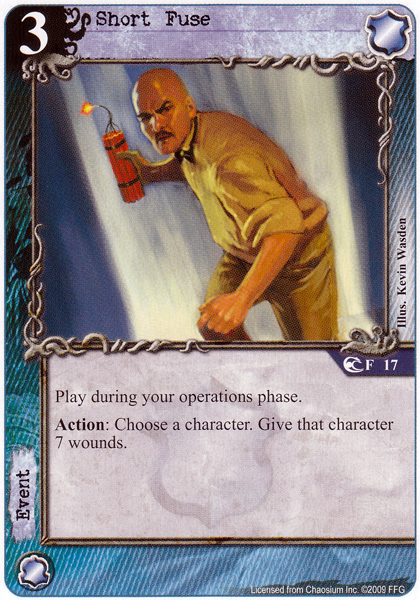 3
Short Fuse
Illus. Kevin Wasden
F 17
Play during your operations phase.
Action: Choose a character. Give that character
7 wounds.
Event
Licensed from Chaosium Inc. ©2009 FFG